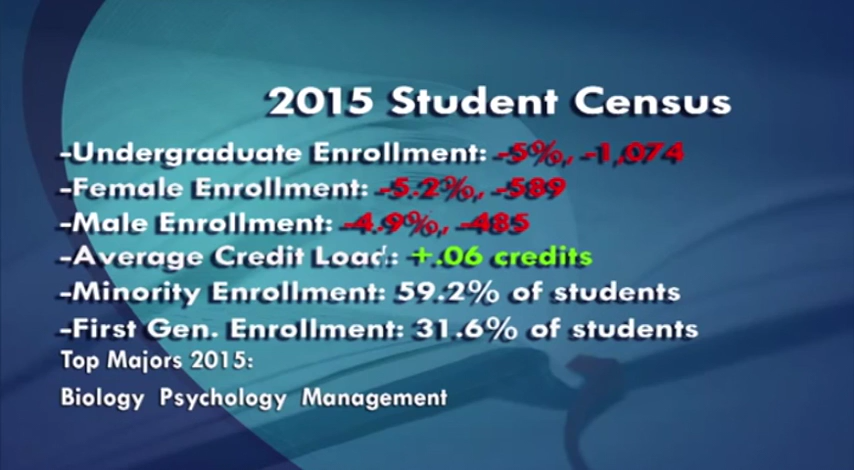 2015 Student Census
-Undergraduate Enrollment: -5%, -1,074
-Female Enrollment: -5.2%, -589
-Male Enrollment: -4.9%, -485
-Average Credit Load: +.06 credits
-Minority Enrollment: 59.2% of students
-First Gen. Enrollment: 31.6% of students
Top Majors 2015:
Biology Psychology Management